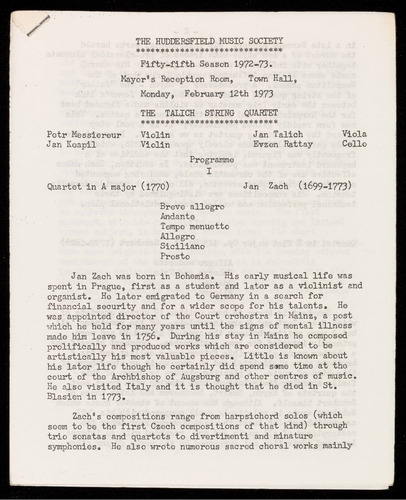 THE HUDDERSFIELD MUSIC SOCIETY
********************************
Fifty-fifth Season 1972-73.
Mayor's Reception Room, Town Hall,
Monday, February 12th 1973
THE TALICH STRING QUARTET
******************************
Petr Messiereur Violin Jan Talich Viola
Jan Kvapil Violin Evzen Rattay Cello
Programme
I
Quartet in A major (1770) Jan Zach (1699-1773)
Breve allegro
Andante
Tempo menuetto
Allegro
Siciliano
Presto
Jan Zach was born in Bohemia. His early musical life was
spent in Prague, first as a student and later as a violinist and
organist. He later emigrated to Germany in a search for
financial security and for a wider scope for his talents. He
was appointed director of the Court orchestra in Mainz, a post
which he held for many years until the signs of mental illness
made him leave in 1756. During his stay in Mainz he composed
prolifically and produced works which are considered to be
artistically his most valuable pieces. Little is known about
his later life though he certainly did spend some time at the
court of the Archbishop of Augsburg and other centres of music.
He also visited Italy and it is thought that he died in St.
Blasien in 1773.
Zach's compositions range from harpsichord solos (which
seem to be the first Czech compositions of that kind) through
trio sonatas and quartets to divertimenti and minature
symphonies. He also wrote numerous sacred choral works mainly